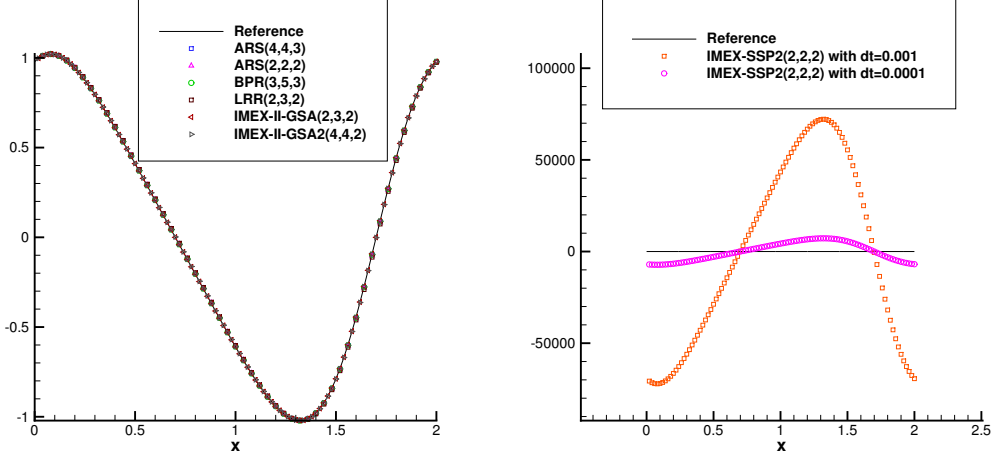 Reference
ARS(4,4,3)
ARS(2,2,2)
BPR(3,5,3)
LRR(2,3,2)
IMEX-II-GSA(2,3,2)
IMEX-II-GSA2(4,4,2)
1
0.5
0
-0.5
-1
0 0.5 1 1.5 2
x
Reference
IMEX-SSP2(2,2,2) with dt=0.001
IMEX-SSP2(2,2,2) with dt=0.0001
100000
50000
0
-50000
0 0.5 1 1.5 2 2.5
x